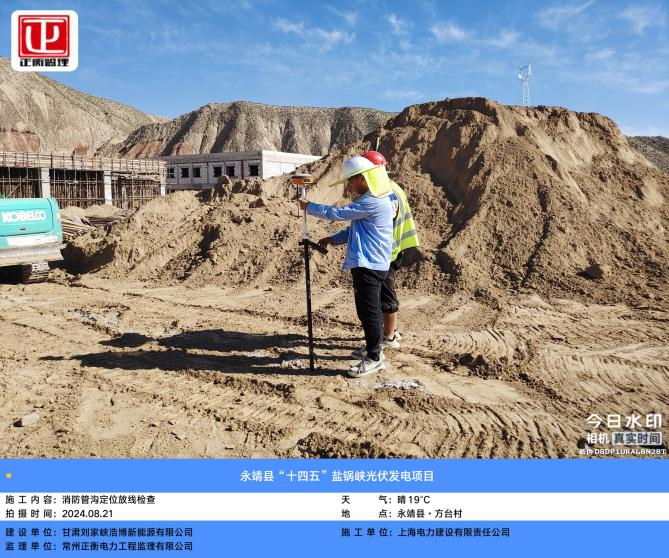 正衡监理
KOBELCO
今日水印
相机 真实时间
防伪 DBDP1URALBN2BT
永靖县“十四五”盐锅峡光伏发电项目
施工内容：消防管沟定位放线检查
天 气：晴 19℃
拍摄时间：2024.08.21
地 点：永靖县·方台村
建设单位：甘肃刘家峡浩博新能源有限公司
施工单位：上海电力建设有限责任公司
监理单位：常州正衡电力工程监理有限公司